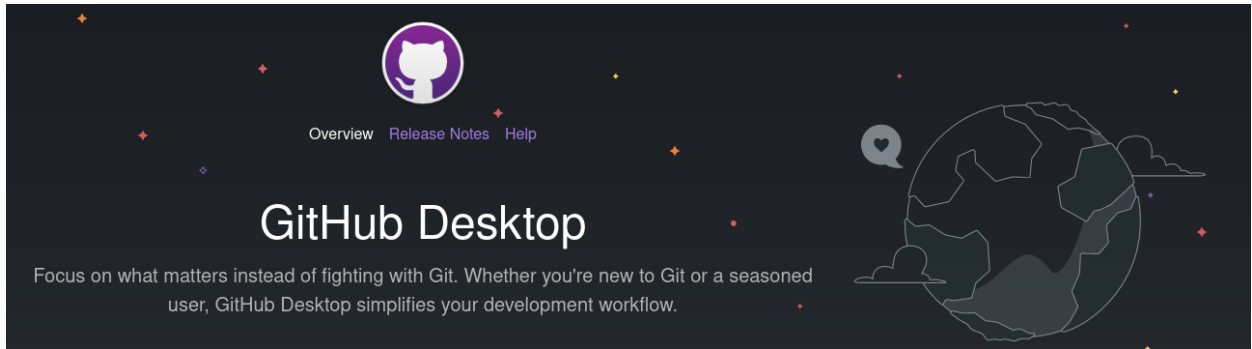 Overview Release Notes Help
GitHub Desktop
Focus on what matters instead of fighting with Git. Whether you're new to Git or a seasoned
user, GitHub Desktop simplifies your development workflow.